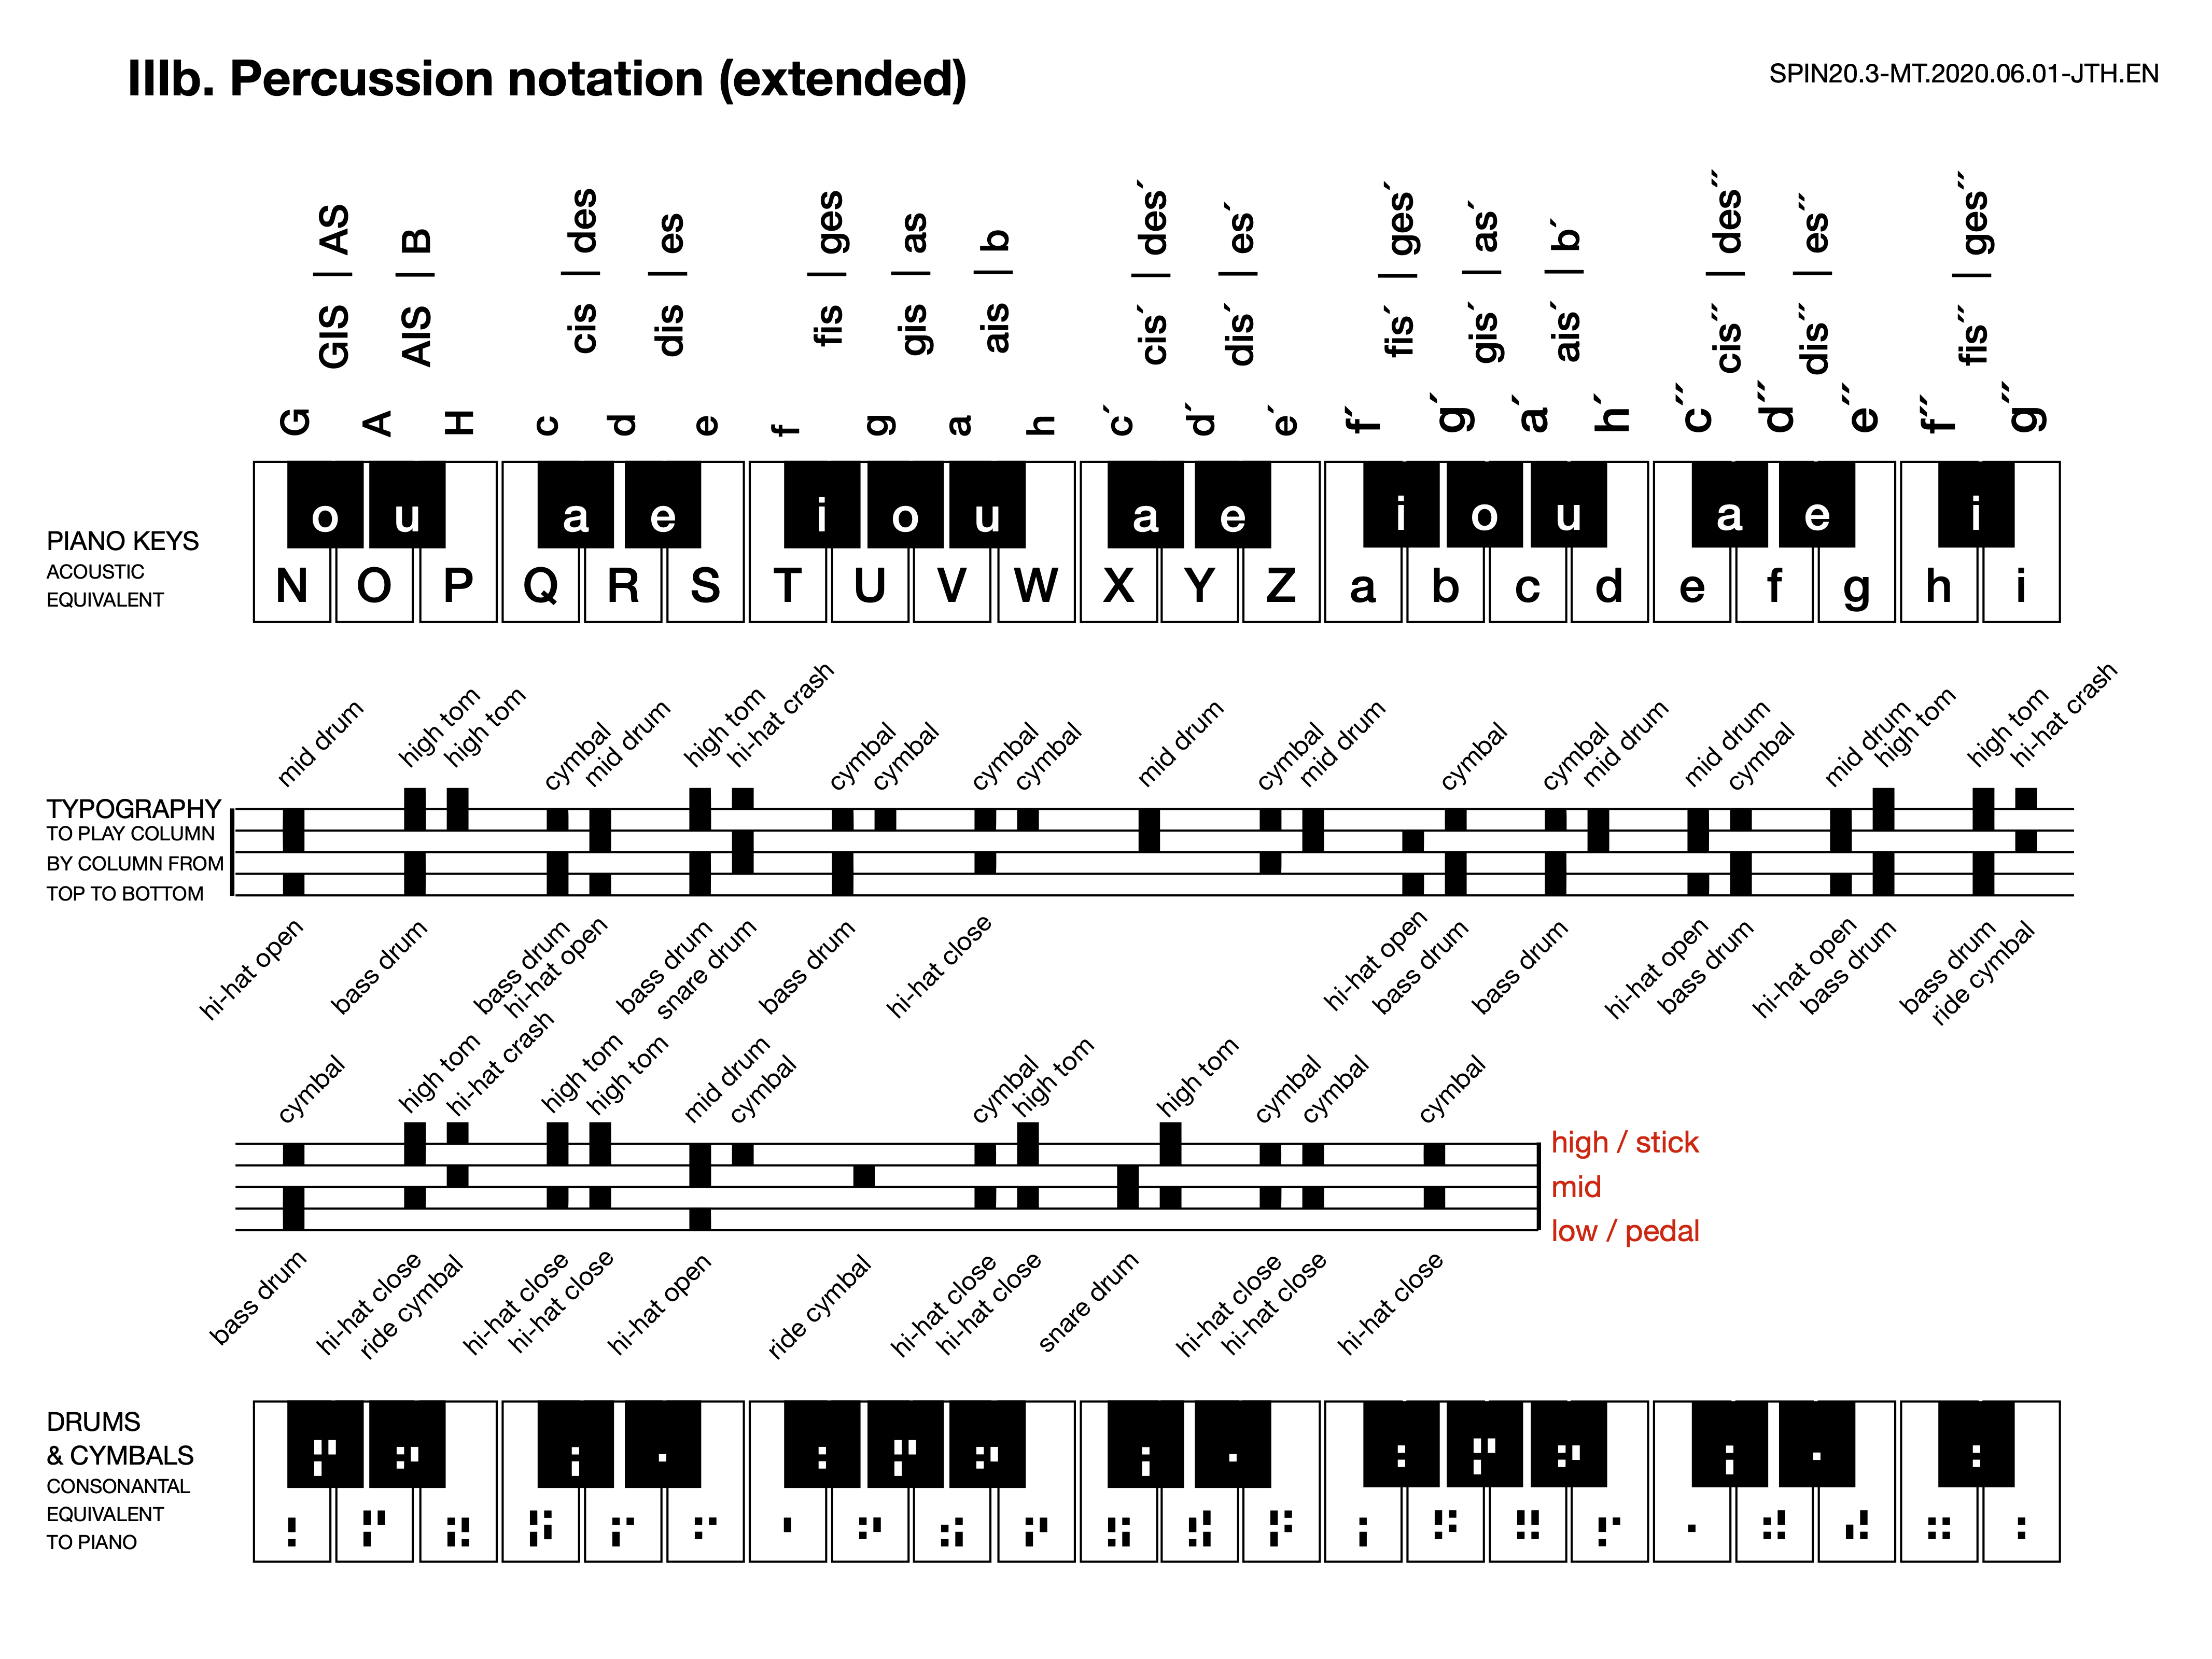 IIIb. Percussion notation (extended)
SPIN20.3-MT.2020.06.01-JTH.EN
GIS | AS
AIS | B
cis | des
dis | es
fis | ges
gis | as
ais | b
cis´ | des´
dis´ | es´
fis´ | ges´
gis´ | as´
ais´ | b´
cis´´ | des´´
dis´´ | es´´
fis´´ | ges´´
G A H c d e f g a h c´ d´ e´ f´ g´ a´ h´ c´´ d´´ e´´ f´´ g´´
o u a e i o u a e i o u a e i
PIANO KEYS
ACOUSTIC
EQUIVALENT
N O P Q R S T U V W X Y Z a b c d e f g h i
mid drum
high tom
high tom
cymbal
mid drum
high tom
hi-hat crash
cymbal
cymbal
cymbal
cymbal
mid drum
cymbal
mid drum
cymbal
cymbal
mid drum
mid drum
cymbal
mid drum
high tom
high tom
hi-hat crash
TYPOGRAPHY
TO PLAY COLUMN
BY COLUMN FROM
TOP TO BOTTOM
hi-hat open
bass drum
bass drum
hi-hat open
bass drum
snare drum
bass drum
hi-hat close
hi-hat open
bass drum
bass drum
hi-hat open
bass drum
hi-hat open
bass drum
bass drum
ride cymbal
cymbal
high tom
hi-hat crash
high tom
high tom
mid drum
cymbal
cymbal
high tom
high tom
cymbal
cymbal
cymbal
high / stick
mid
low / pedal
bass drum
hi-hat close
ride cymbal
hi-hat close
hi-hat close
hi-hat open
ride cymbal
hi-hat close
hi-hat close
snare drum
hi-hat close
hi-hat close
hi-hat close
DRUMS
& CYMBALS
CONSONANTAL
EQUIVALENT
TO PIANO